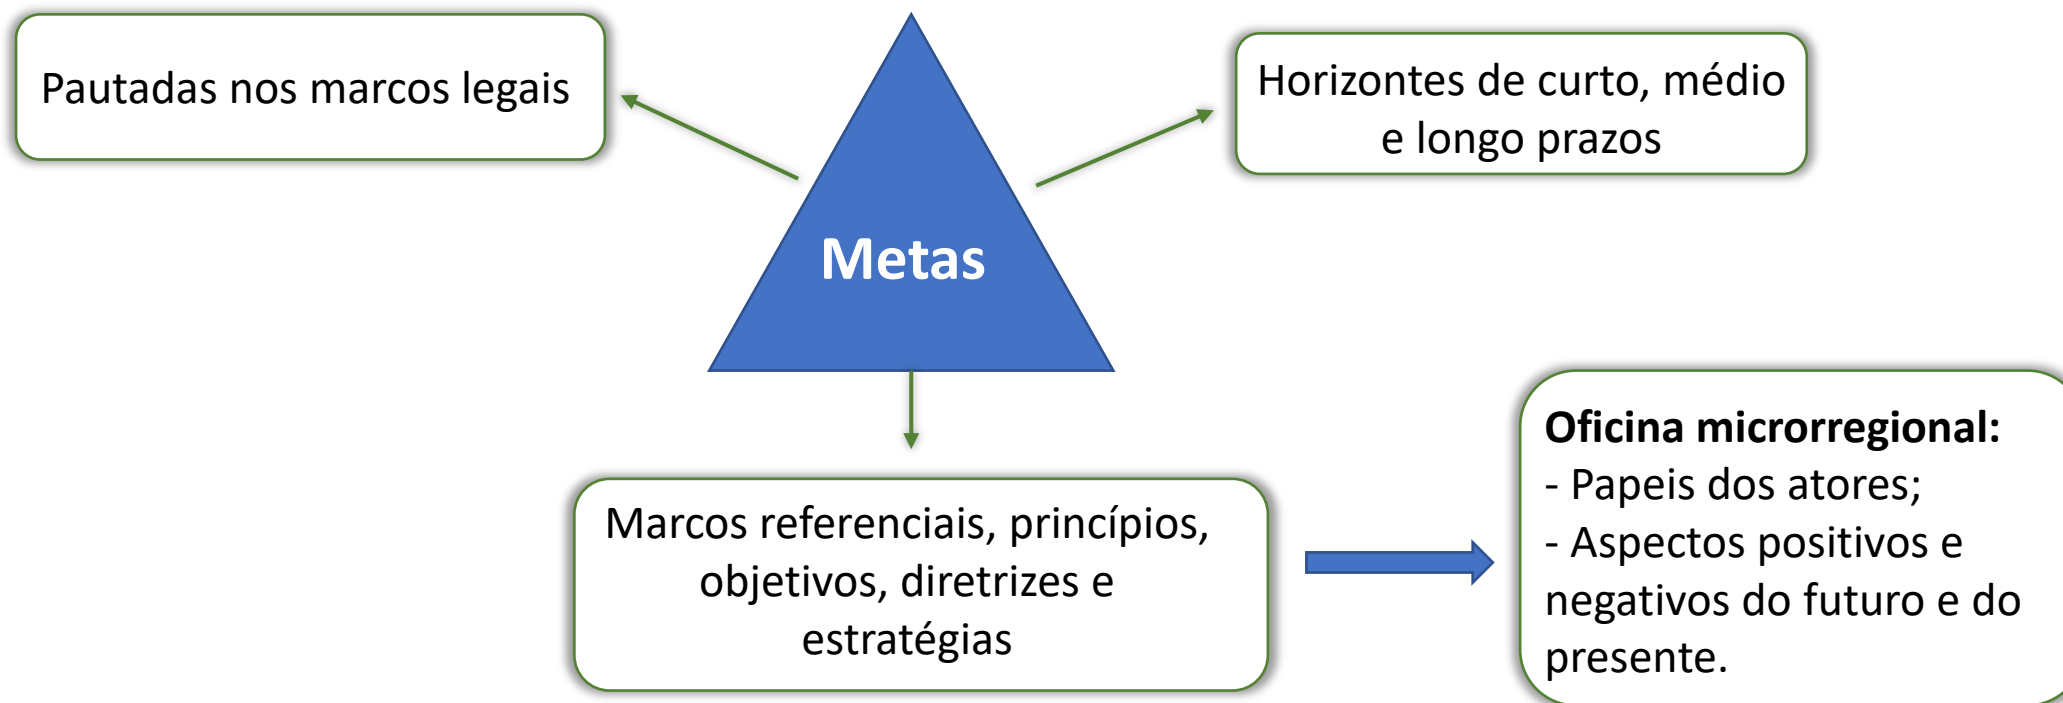 Pautadas nos marcos legais
Horizontes de curto, médio
e longo prazos
Metas
Marcos referenciais, princípios,
objetivos, diretrizes e
estratégias
Oficina microrregional:
- Papeis dos atores;
- Aspectos positivos e
negativos do futuro e do
presente.